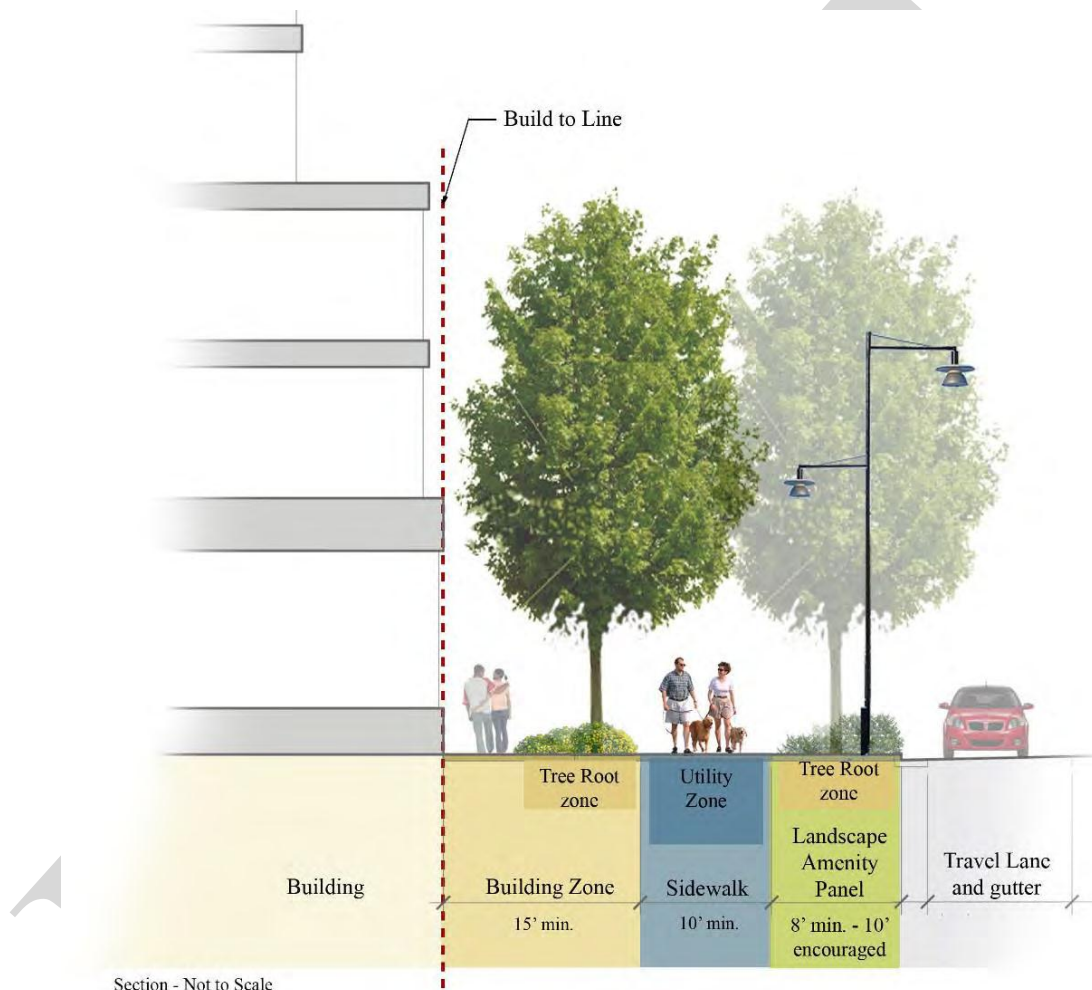 Build to Line
Tree Root
zone
Utility
Zone
Tree Root
zone
Landscape
Amenity
Panel
Building
Building Zone
Sidewalk
Travel Lane
and gutter
15' min.
10' min.
8' min. - 10'
encouraged
Section - Not to Scale